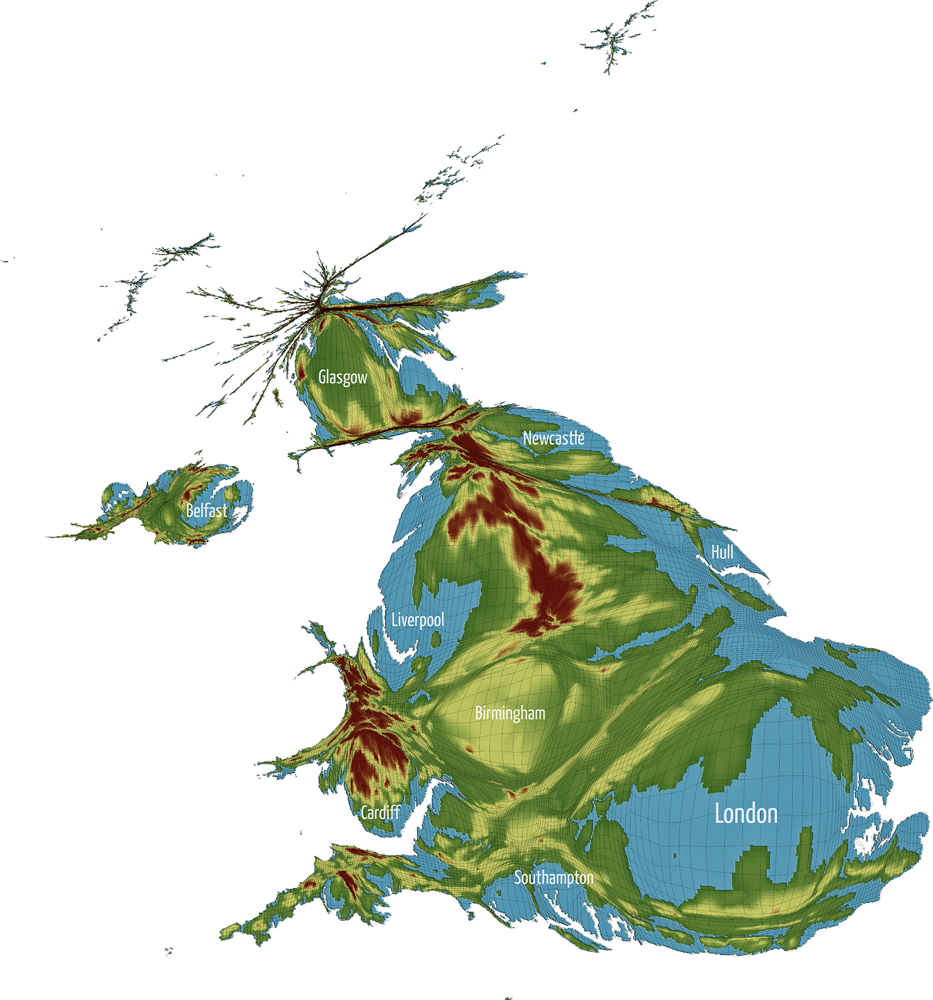 Glasgow
Newcastle
Belfast
Hull
Liverpool
Birmingham
Cardiff
London
Southampton